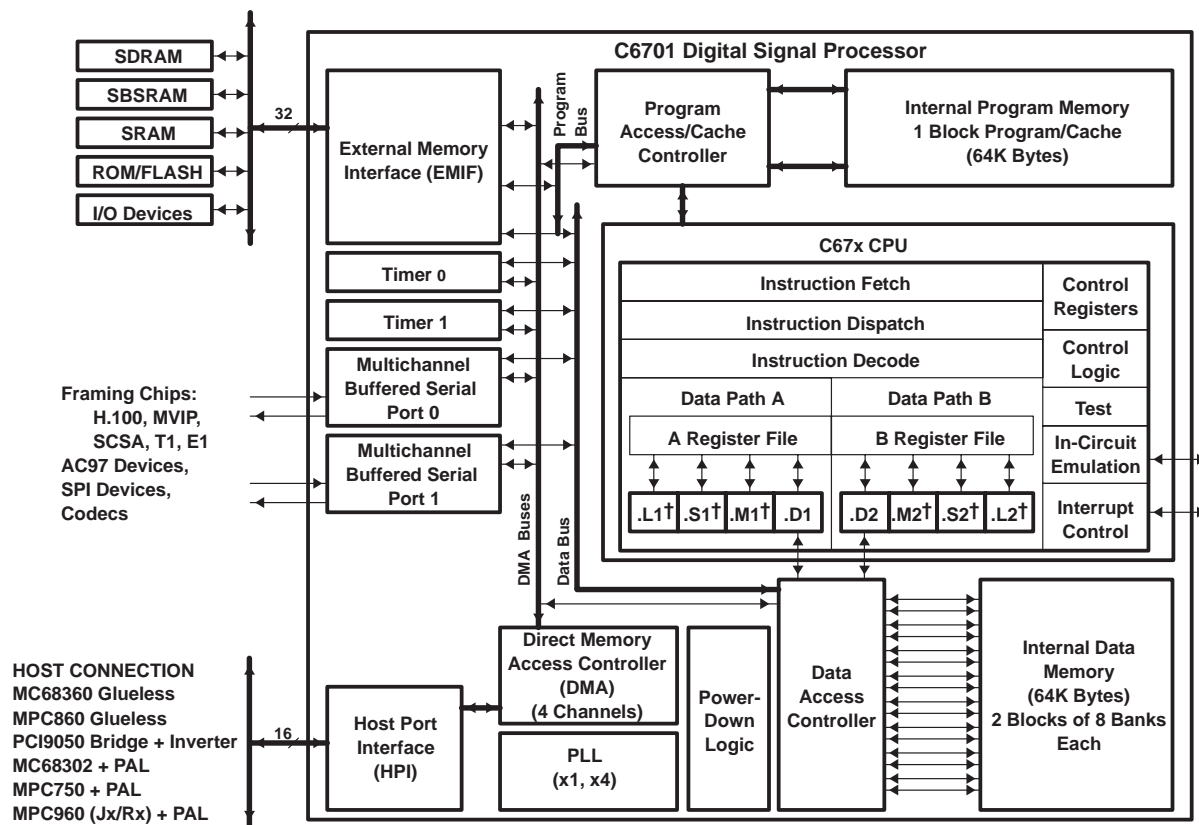 C6701 Digital Signal Processor
SDRAM
SBSRAM
SRAM
ROM/FLASH
I/O Devices
32
External Memory
Interface (EMIF)
Program
Bus
Program
Access/Cache
Controller
Internal Program Memory
1 Block Program/Cache
(64K Bytes)
Timer 0
Timer 1
Multichannel
Buffered Serial
Port 0
Multichannel
Buffered Serial
Port 1
Framing Chips:
H.100, MVIP,
SCSA, T1, E1
AC97 Devices,
SPI Devices,
Codecs
DMA Buses
Data Bus
C67x CPU
Instruction Fetch
Instruction Dispatch
Instruction Decode
Control
Registers
Control
Logic
Test
In-Circuit
Emulation
Interrupt
Control
Data Path A
Data Path B
A Register File
B Register File
.L1† .S1† .M1† .D1
.D2 .M2† .S2† .L2†
HOST CONNECTION
MC68360 Glueless
MPC860 Glueless
PCI9050 Bridge + Inverter
MC68302 + PAL
MPC750 + PAL
MPC960 (Jx/Rx) + PAL
16
Host Port
Interface
(HPI)
Direct Memory
Access Controller
(DMA)
(4 Channels)
PLL
(x1, x4)
Power-
Down
Logic
Data
Access
Controller
Internal Data
Memory
(64K Bytes)
2 Blocks of 8 Banks
Each